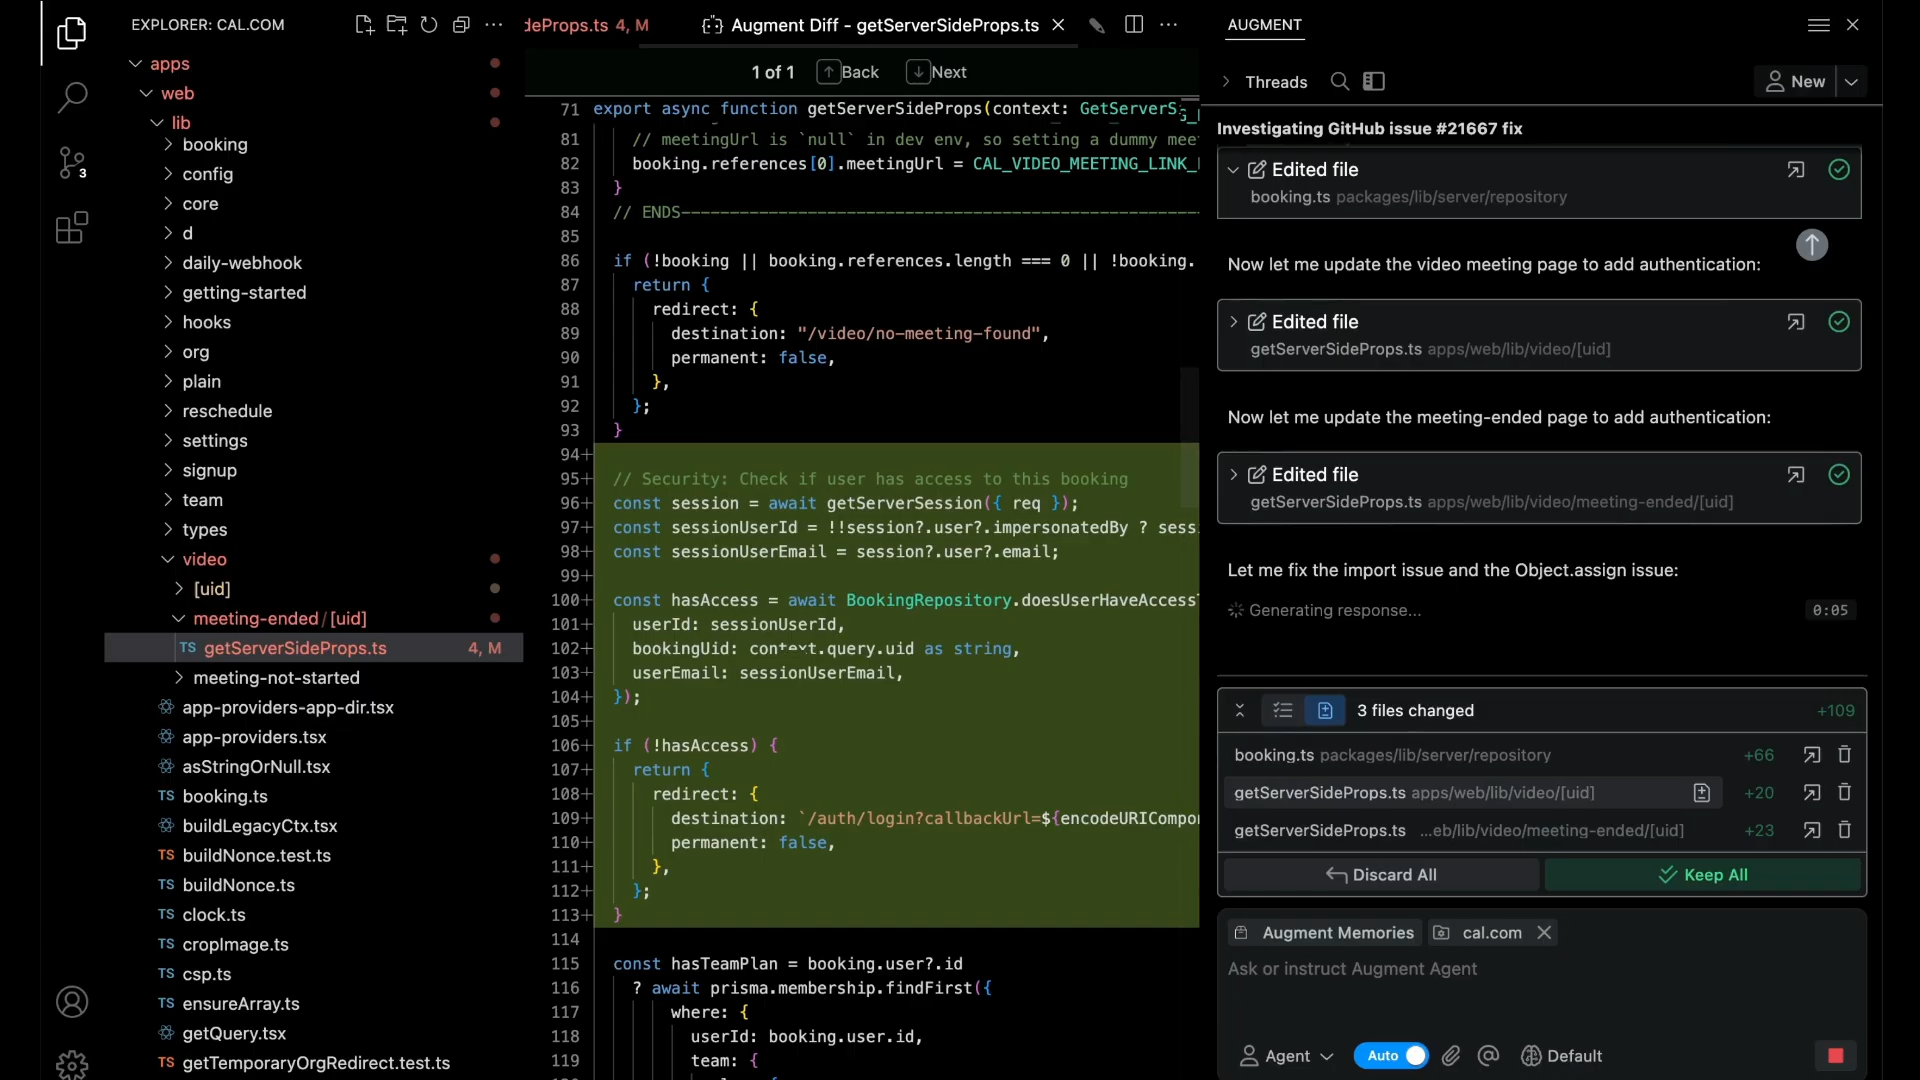 EXPLORER: CAL.COM
apps
web
lib
booking
config
core
d
daily-webhook
getting-started
hooks
org
plain
reschedule
settings
signup
team
types
video
[uid]
meeting-ended / [uid]
TS getServerSideProps.ts 4, M
meeting-not-started
app-providers-app-dir.tsx
app-providers.tsx
asStringOrNull.tsx
TS booking.ts
buildLegacyCtx.tsx
TS buildNonce.test.ts
TS buildNonce.ts
TS clock.ts
TS cropImage.ts
TS csp.ts
TS ensureArray.ts
getQuery.tsx
TS getTemporaryOrgRedirect.test.ts
3
deProps.ts 4, M
Augment Diff - getServerSideProps.ts
1 of 1 Back Next
71 export async function getServerSideProps(context: GetServerS
81 // meetingUrl is `null` in dev env, so setting a dummy mee
82 booking.references[0].meetingUrl = CAL_VIDEO_MEETING_LINK_
83 }
84 // ENDS--------
85
86 if (!booking || booking.references.length === 0 || !booking.
87 return {
88 redirect: {
89 destination: "/video/no-meeting-found",
90 permanent: false,
91 },
92 };
93 }
94+
95+ // Security: Check if user has access to this booking
96+ const session = await getServerSession({ req });
97+ const sessionUserId = !!session?.user?.impersonatedBy ? sess
98+ const sessionUserEmail = session?.user?.email;
99+
100+ const hasAccess = await BookingRepository.doesUserHaveAccess
101+ userId: sessionUserId,
102+ bookingUid: context.query.uid as string,
103+ userEmail: sessionUserEmail,
104+ });
105+
106+ if (!hasAccess) {
107+ return {
108+ redirect: {
109+ destination: `/auth/login?callbackUrl=${encodeURICompo
110+ permanent: false,
111+ },
112+ };
113+ }
114
115 const hasTeamPlan = booking.user?.id
116 ? await prisma.membership.findFirst({
117 where: {
118 userId: booking.user.id,
119 team: {
AUGMENT
Threads
New
Investigating GitHub issue #21667 fix
Edited file
booking.ts packages/lib/server/repository
Now let me update the video meeting page to add authentication:
Edited file
getServerSideProps.ts apps/web/lib/video/[uid]
Now let me update the meeting-ended page to add authentication:
Edited file
getServerSideProps.ts apps/web/lib/video/meeting-ended/[uid]
Let me fix the import issue and the Object.assign issue:
Generating response... 0:05
3 files changed +109
booking.ts packages/lib/server/repository +66
getServerSideProps.ts apps/web/lib/video/[uid] +20
getServerSideProps.ts ...eb/lib/video/meeting-ended/[uid] +23
Discard All Keep All
Augment Memories cal.com
Ask or instruct Augment Agent
Agent Auto Default